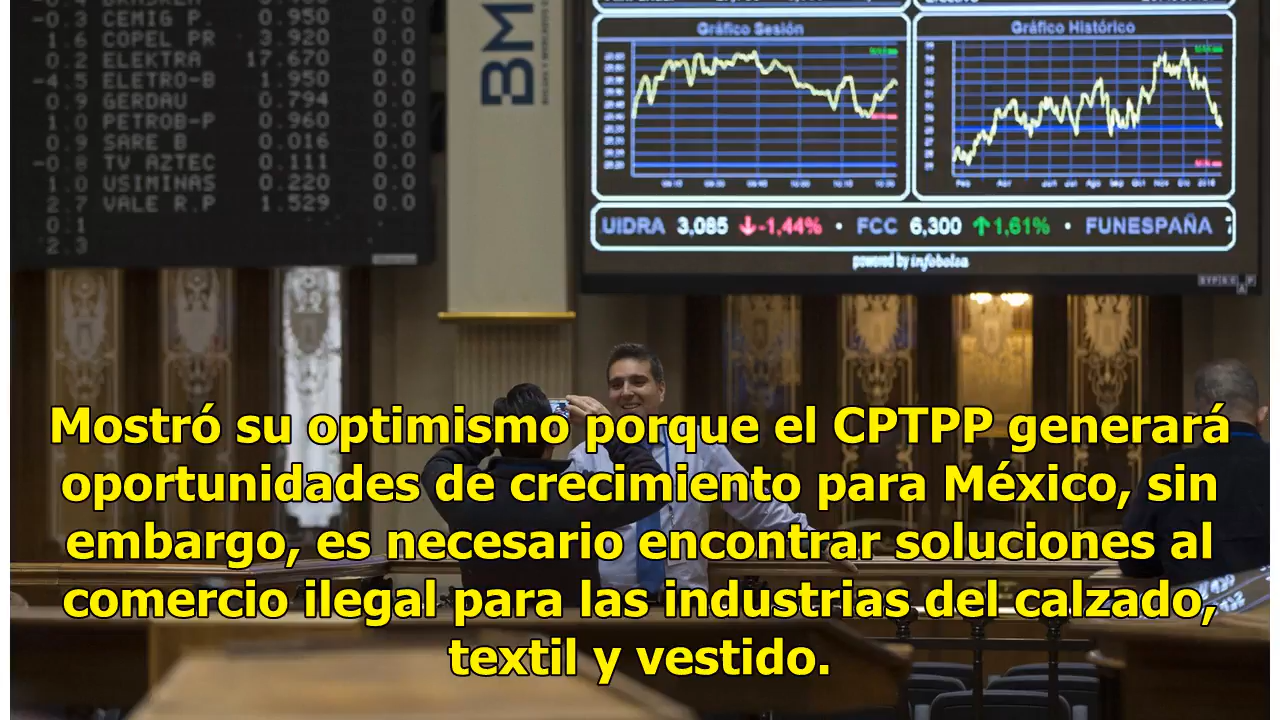 -0.3 CEMIG P. 0.950 0.0
1.6 COPEL PR 3.920 0.0
0.2 ELEKTRA 17.670 0.0
-4.5 ELETRO-B 1.950 0.0
0.9 GERDAU 0.794 0.0
1.0 PETROB-P 0.960 0.0
0.9 SARE B 0.016 0.0
-0.8 TV AZTEC 0.111 0.0
1.0 USIMINAS 0.220 0.0
2.7 VALE R.P 1.529 0.0
0.1
2.3
BM
Gráfico Sesión
Gráfico Histórico
UIDRA 3,085 ↓-1,44% • FCC 6,300 ↑1,61% • FUNESPAÑA
powered by infobolsa
Mostró su optimismo porque el CPTPP generará
oportunidades de crecimiento para México, sin
embargo, es necesario encontrar soluciones al
comercio ilegal para las industrias del calzado,
textil y vestido.